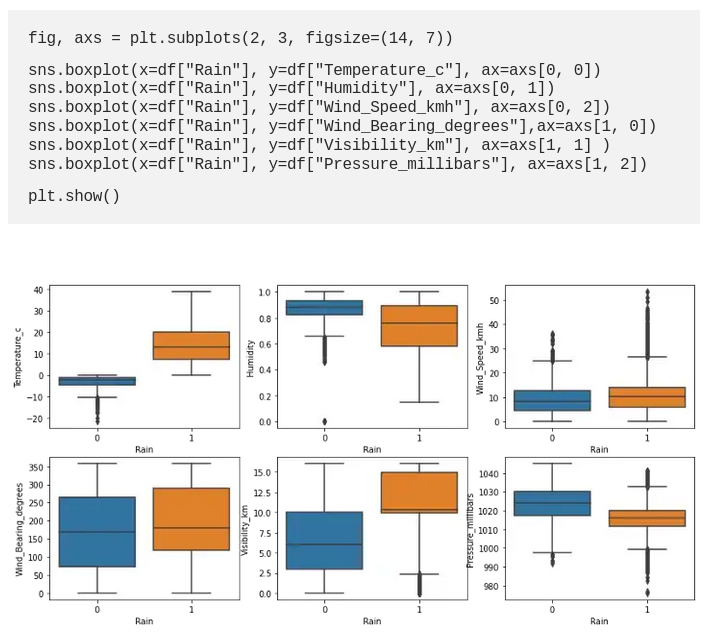 fig, axs = plt.subplots(2, 3, figsize=(14, 7))
sns.boxplot(x=df["Rain"], y=df["Temperature_c"], ax=axs[0, 0])
sns.boxplot(x=df["Rain"], y=df["Humidity"], ax=axs[0, 1])
sns.boxplot(x=df["Rain"], y=df["Wind_Speed_kmh"], ax=axs[0, 2])
sns.boxplot(x=df["Rain"], y=df["Wind_Bearing_degrees"],ax=axs[1, 0])
sns.boxplot(x=df["Rain"], y=df["Visibility_km"], ax=axs[1, 1] )
sns.boxplot(x=df["Rain"], y=df["Pressure_millibars"], ax=axs[1, 2])
plt.show()
Temperature_c
40
30
20
10
0
−10
−20
0 1
Rain
Humidity
1.0
0.8
0.6
0.4
0.2
0.0
0 1
Rain
Wind_Speed_kmh
50
40
30
20
10
0
0 1
Rain
Wind_Bearing_degrees
350
300
250
200
150
100
50
0
0 1
Rain
Visibility_km
15.0
12.5
10.0
7.5
5.0
2.5
0.0
0 1
Rain
Pressure_millibars
1040
1030
1020
1010
1000
990
980
0 1
Rain